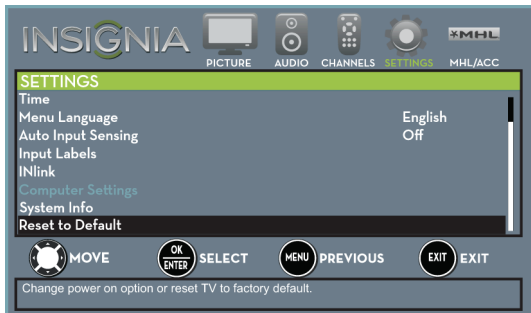 INSIGNIA
PICTURE AUDIO CHANNELS SETTINGS MHL/ACC
MHL
SETTINGS
Time
Menu Language English
Auto Input Sensing Off
Input Labels
INlink
Computer Settings
System Info
Reset to Default
MOVE OK ENTER SELECT MENU PREVIOUS EXIT EXIT
Change power on option or reset TV to factory default.